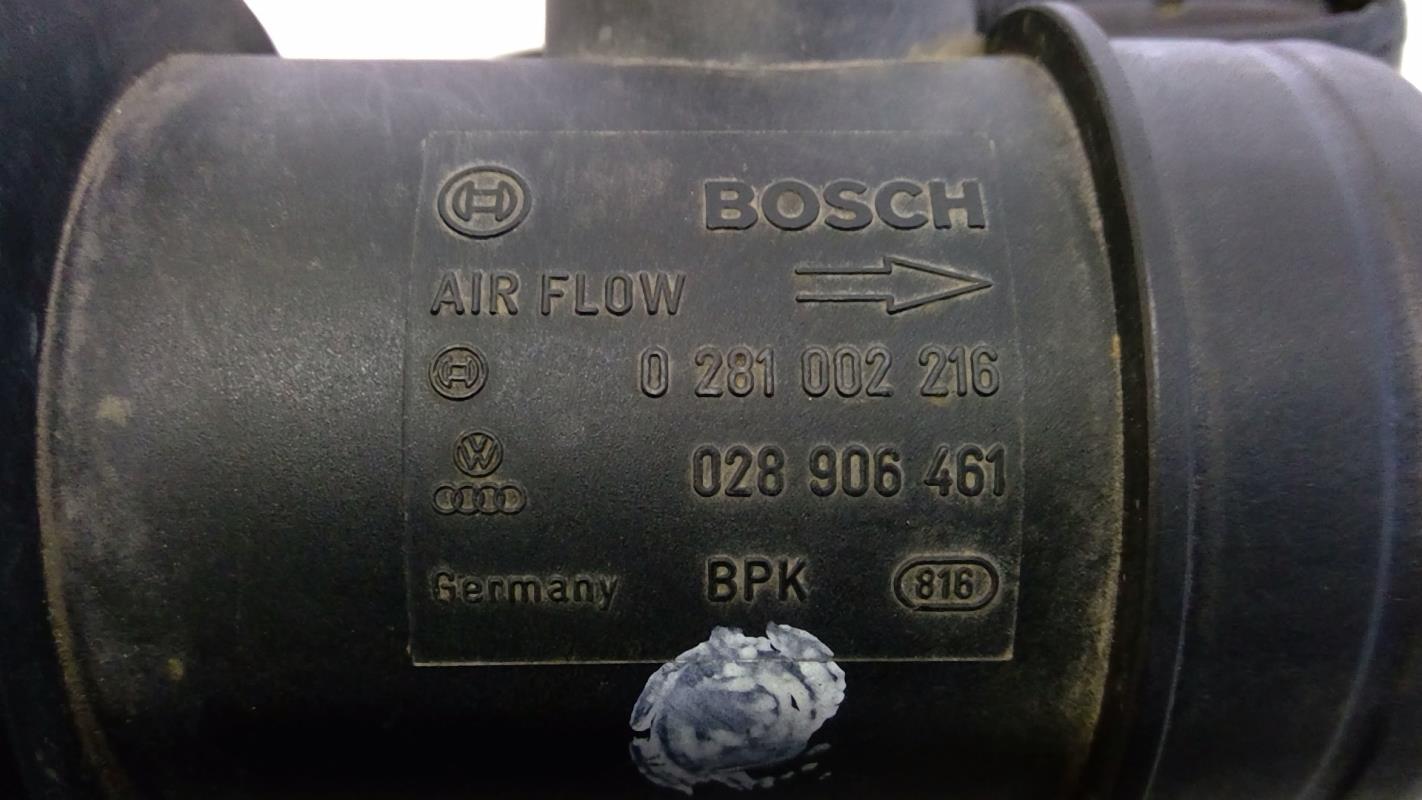 BOSCH
AIR FLOW
0 281 002 216
028 906 461
Germany BPK 816